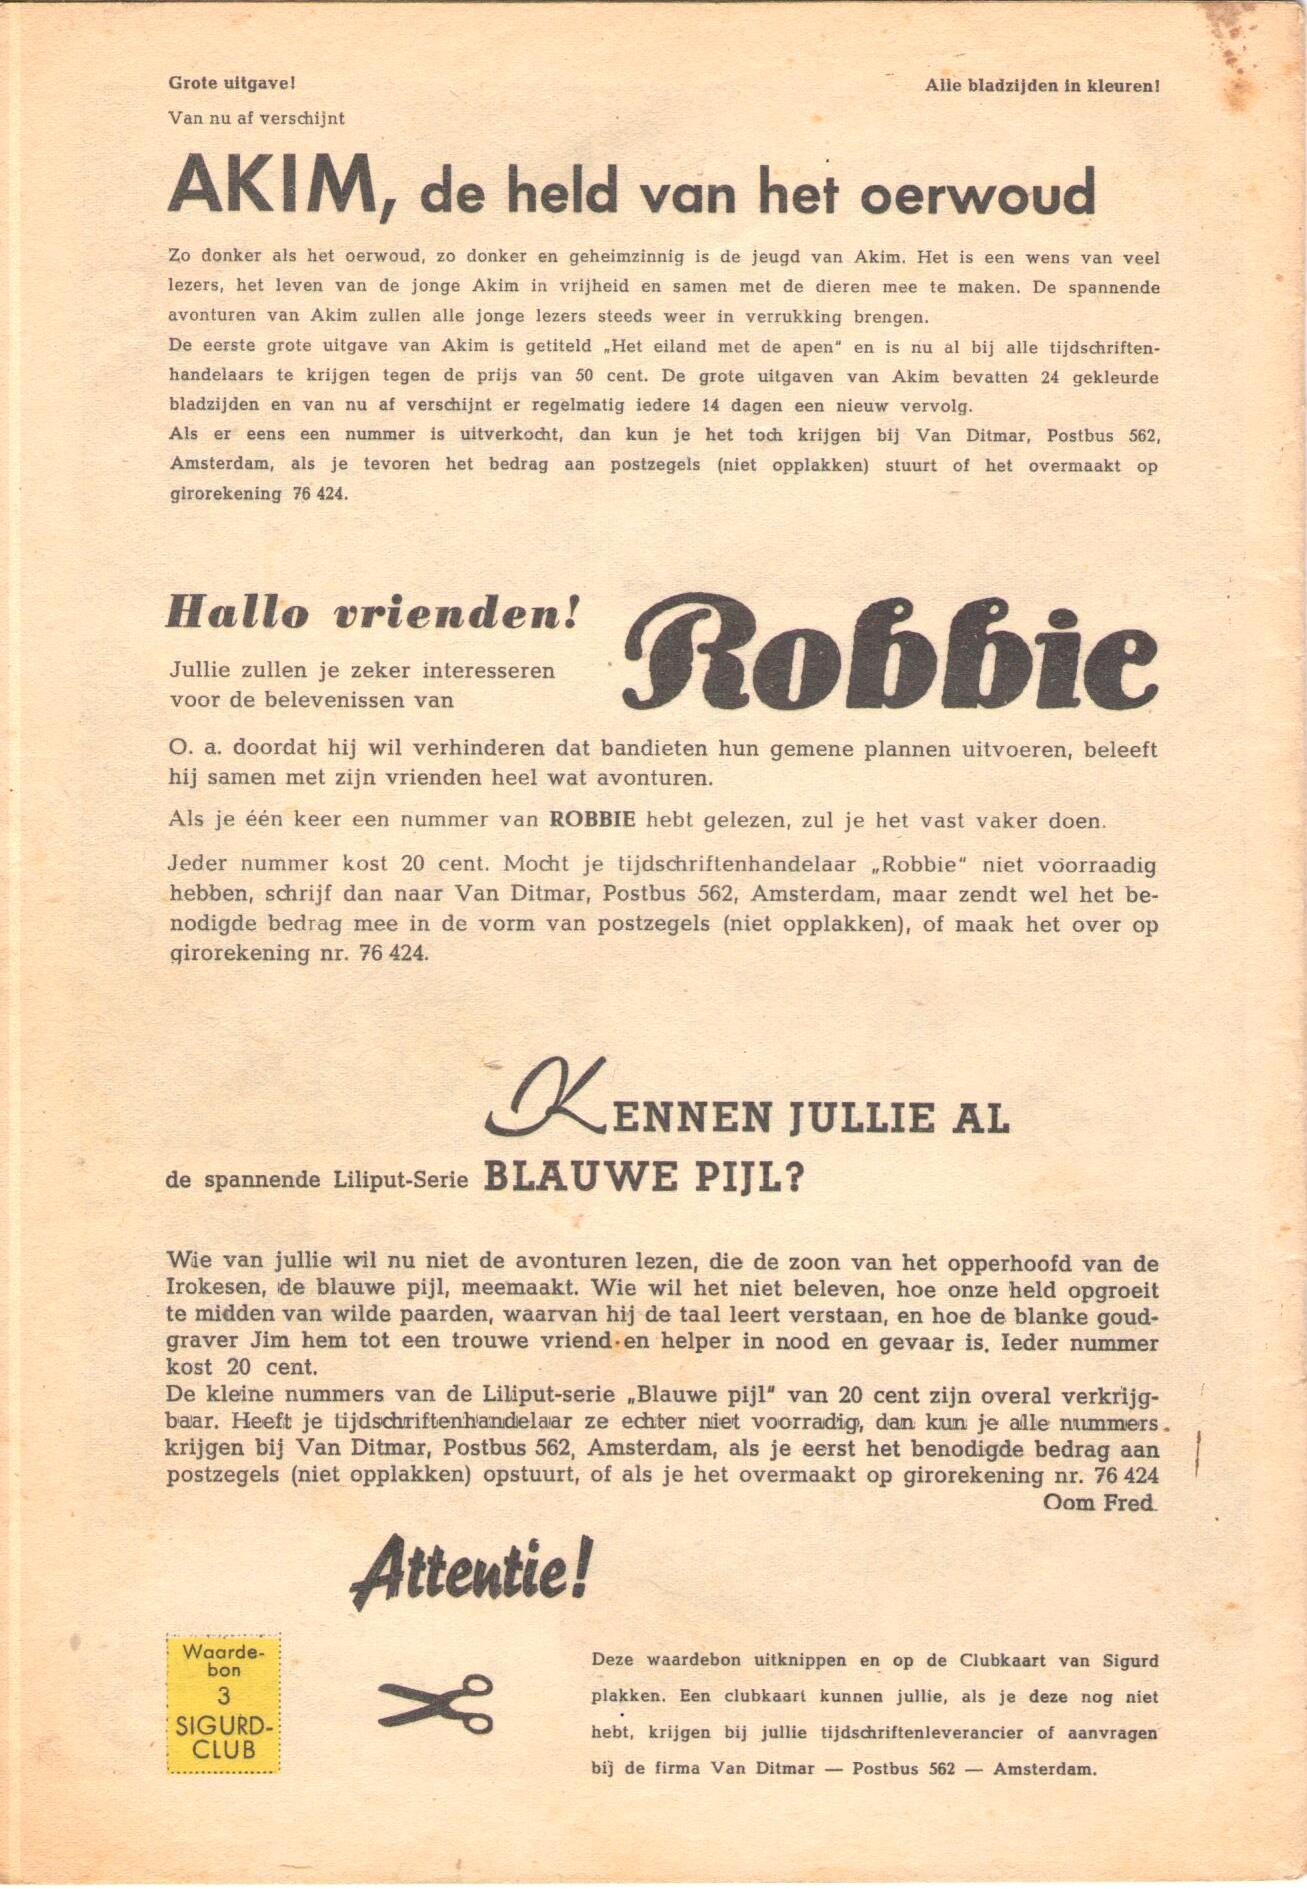 Grote uitgave!
Alle bladzijden in kleuren!
Van nu af verschijnt
AKIM, de held van het oerwoud
Zo donker als het oerwoud, zo donker en geheimzinnig is de jeugd van Akim. Het is een wens van veel
lezers, het leven van de jonge Akim in vrijheid en samen met de dieren mee te maken. De spannende
avonturen van Akim zullen alle jonge lezers steeds weer in verrukking brengen.
De eerste grote uitgave van Akim is getiteld „Het eiland met de apen" en is nu al bij alle tijdschriften-
handelaars te krijgen tegen de prijs van 50 cent. De grote uitgaven van Akim bevatten 24 gekleurde
bladzijden en van nu af verschijnt er regelmatig iedere 14 dagen een nieuw vervolg.
Als er eens een nummer is uitverkocht, dan kun je het toch krijgen bij Van Ditmar, Postbus 562,
Amsterdam, als je tevoren het bedrag aan postzegels (niet opplakken) stuurt of het overmaakt op
girorekening 76 424.
Hallo vrienden!
Robbie
Jullie zullen je zeker interesseren
voor de belevenissen van
O. a. doordat hij wil verhinderen dat bandieten hun gemene plannen uitvoeren, beleeft
hij samen met zijn vrienden heel wat avonturen.
Als je één keer een nummer van ROBBIE hebt gelezen, zul je het vast vaker doen.
Jeder nummer kost 20 cent. Mocht je tijdschriftenhandelaar „Robbie" niet voorraadig
hebben, schrijf dan naar Van Ditmar, Postbus 562, Amsterdam, maar zendt wel het be-
nodigde bedrag mee in de vorm van postzegels (niet opplakken), of maak het over op
girorekening nr. 76 424.
KENNEN JULLIE AL
de spannende Liliput-Serie BLAUWE PIJL?
Wie van jullie wil nu niet de avonturen lezen, die de zoon van het opperhoofd van de
Irokesen, de blauwe pijl, meemaakt. Wie wil het niet beleven, hoe onze held opgroeit
te midden van wilde paarden, waarvan hij de taal leert verstaan, en hoe de blanke goud-
graver Jim hem tot een trouwe vriend en helper in nood en gevaar is. Ieder nummer
kost 20 cent.
De kleine nummers van de Liliput-serie „Blauwe pijl" van 20 cent zijn overal verkrijg-
baar. Heeft je tijdschriftenhandelaar ze echter niet voorradig, dan kun je alle nummers
krijgen bij Van Ditmar, Postbus 562, Amsterdam, als je eerst het benodigde bedrag aan
postzegels (niet opplakken) opstuurt, of als je het overmaakt op girorekening nr. 76 424
Oom Fred.
Attentie!
Waarde-
bon
3
SIGURD-
CLUB
Deze waardebon uitknippen en op de Clubkaart van Sigurd
plakken. Een clubkaart kunnen jullie, als je deze nog niet
hebt, krijgen bij jullie tijdschriftenleverancier of aanvragen
bij de firma Van Ditmar — Postbus 562 — Amsterdam.